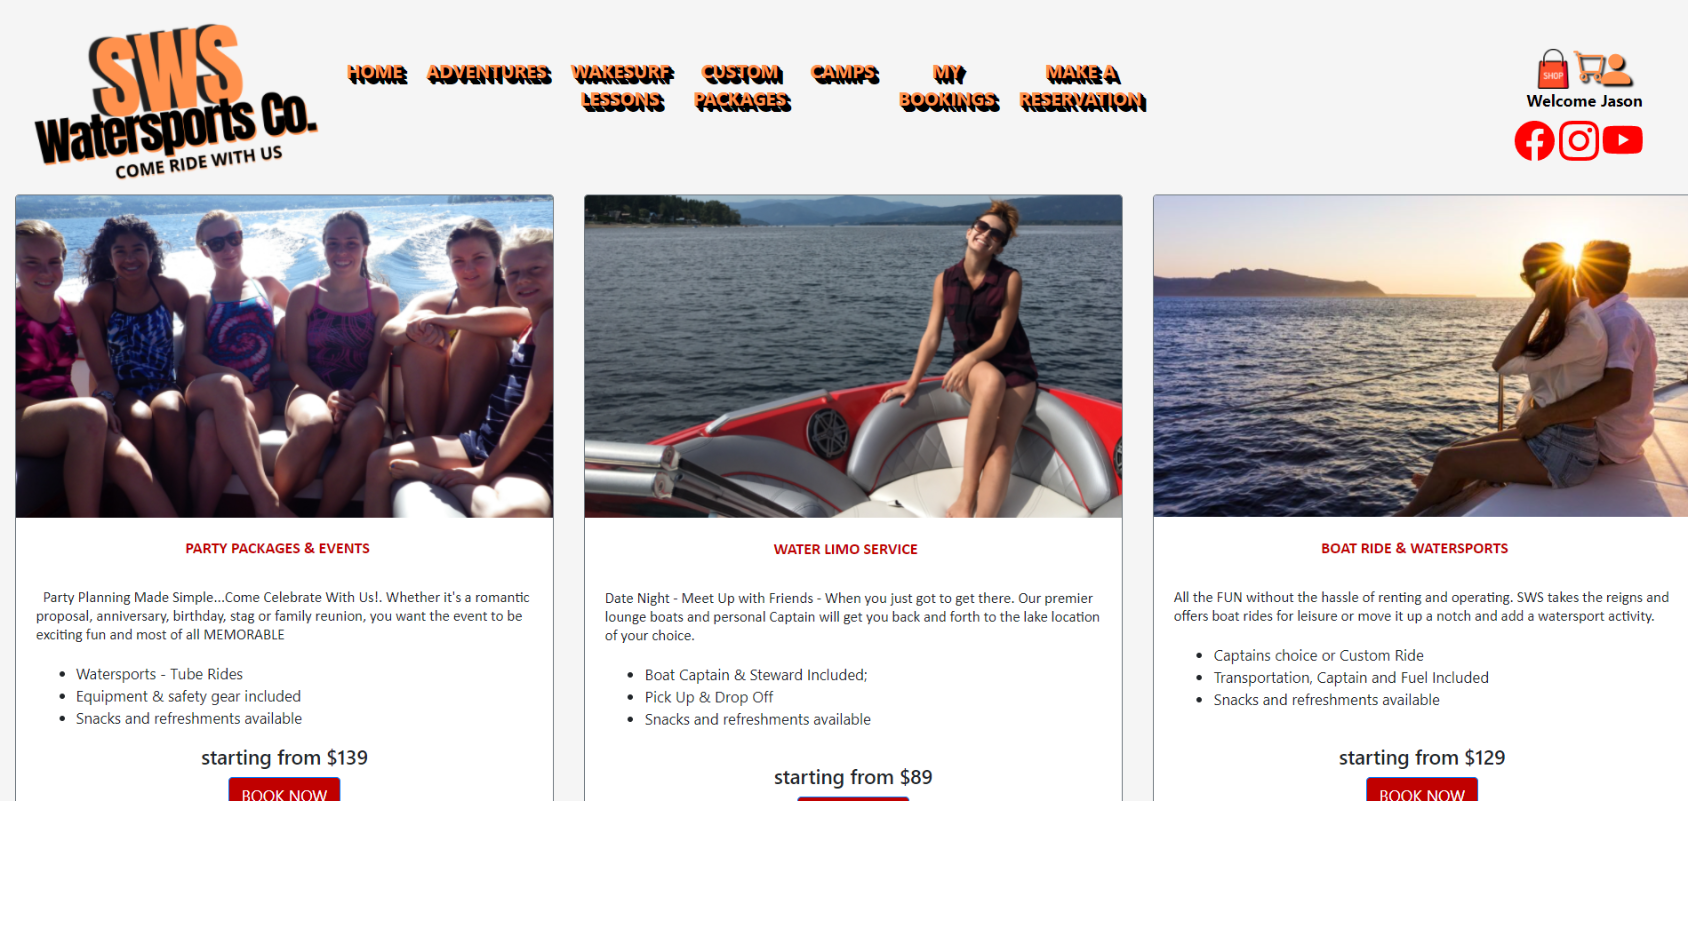 SWS
Watersports Co.
COME RIDE WITH US
HOME
ADVENTURES
WAKESURF
LESSONS
CUSTOM
PACKAGES
CAMPS
MY
BOOKINGS
MAKE A
RESERVATION
SHOP
Welcome Jason
PARTY PACKAGES & EVENTS
Party Planning Made Simple...Come Celebrate With Us!. Whether it's a romantic
proposal, anniversary, birthday, stag or family reunion, you want the event to be
exciting fun and most of all MEMORABLE
Watersports - Tube Rides
Equipment & safety gear included
Snacks and refreshments available
starting from $139
BOOK NOW
WATER LIMO SERVICE
Date Night - Meet Up with Friends - When you just got to get there. Our premier
lounge boats and personal Captain will get you back and forth to the lake location
of your choice.
Boat Captain & Steward Included;
Pick Up & Drop Off
Snacks and refreshments available
starting from $89
BOAT RIDE & WATERSPORTS
All the FUN without the hassle of renting and operating. SWS takes the reigns and
offers boat rides for leisure or move it up a notch and add a watersport activity.
Captains choice or Custom Ride
Transportation, Captain and Fuel Included
Snacks and refreshments available
starting from $129
BOOK NOW